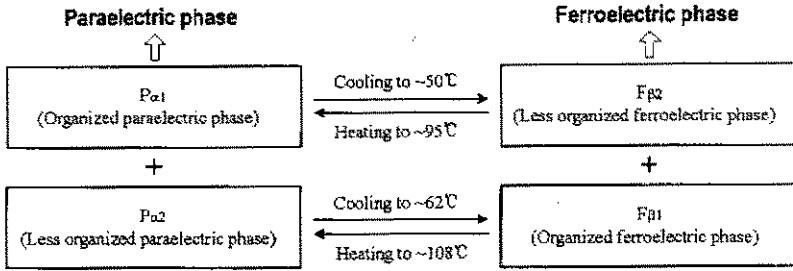 Paraelectric phase
Ferroelectric phase
Pα1
(Organized paraelectric phase)
Cooling to ~50℃
Heating to ~95℃
Fβ2
(Less organized ferroelectric phase)
+
+
Pα2
(Less organized paraelectric phase)
Cooling to ~62℃
Heating to ~108℃
Fβ1
(Organized ferroelectric phase)